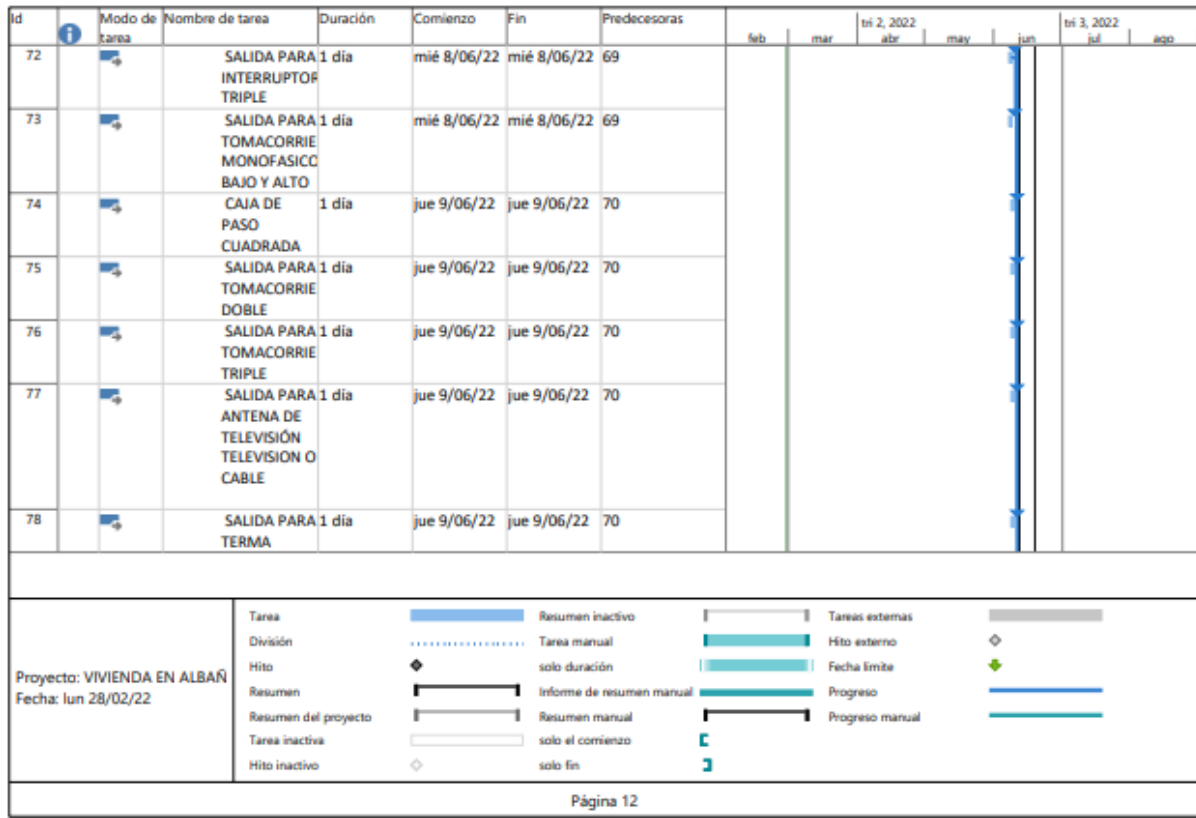 Id Modo de tarea Nombre de tarea Duración Comienzo Fin Predecesoras
tri 2, 2022 tri 3, 2022
feb mar abr may jun jul ago
72 SALIDA PARA 1 día mié 8/06/22 mié 8/06/22 69
INTERRUPTOR
TRIPLE
73 SALIDA PARA 1 día mié 8/06/22 mié 8/06/22 69
TOMACORRIE
MONOFASICO
BAJO Y ALTO
74 CAJA DE 1 día jue 9/06/22 jue 9/06/22 70
PASO
CUADRADA
75 SALIDA PARA 1 día jue 9/06/22 jue 9/06/22 70
TOMACORRIE
DOBLE
76 SALIDA PARA 1 día jue 9/06/22 jue 9/06/22 70
TOMACORRIE
TRIPLE
77 SALIDA PARA 1 día jue 9/06/22 jue 9/06/22 70
ANTENA DE
TELEVISIÓN
TELEVISION O
CABLE
78 SALIDA PARA 1 día jue 9/06/22 jue 9/06/22 70
TERMA
Proyecto: VIVIENDA EN ALBAÑ
Fecha: lun 28/02/22
Tarea Resumen inactivo Tareas externas
División Tarea manual Hito externo
Hito solo duración Fecha límite
Resumen Informe de resumen manual Progreso
Resumen del proyecto Resumen manual Progreso manual
Tarea inactiva solo el comienzo
Hito inactivo solo fin
Página 12